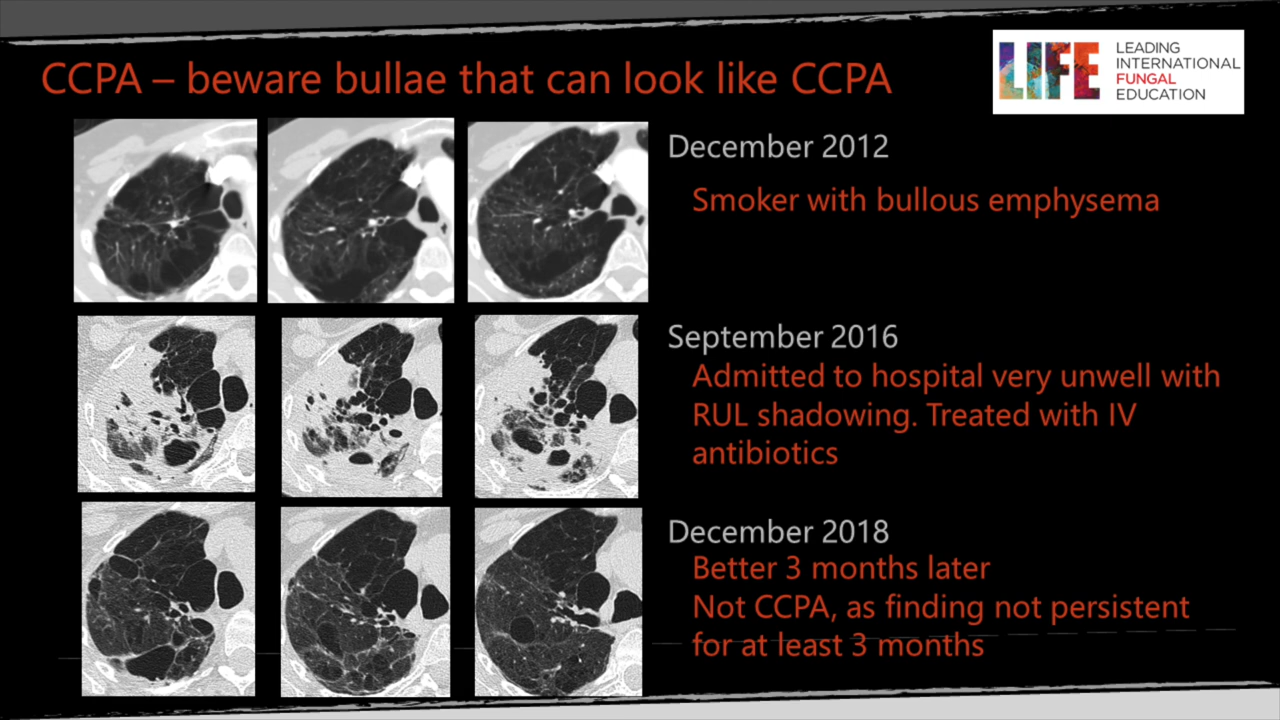 CCPA – beware bullae that can look like CCPA
LIFE
LEADING
INTERNATIONAL
FUNGAL
EDUCATION
December 2012
Smoker with bullous emphysema
September 2016
Admitted to hospital very unwell with
RUL shadowing. Treated with IV
antibiotics
December 2018
Better 3 months later
Not CCPA, as finding not persistent
for at least 3 months